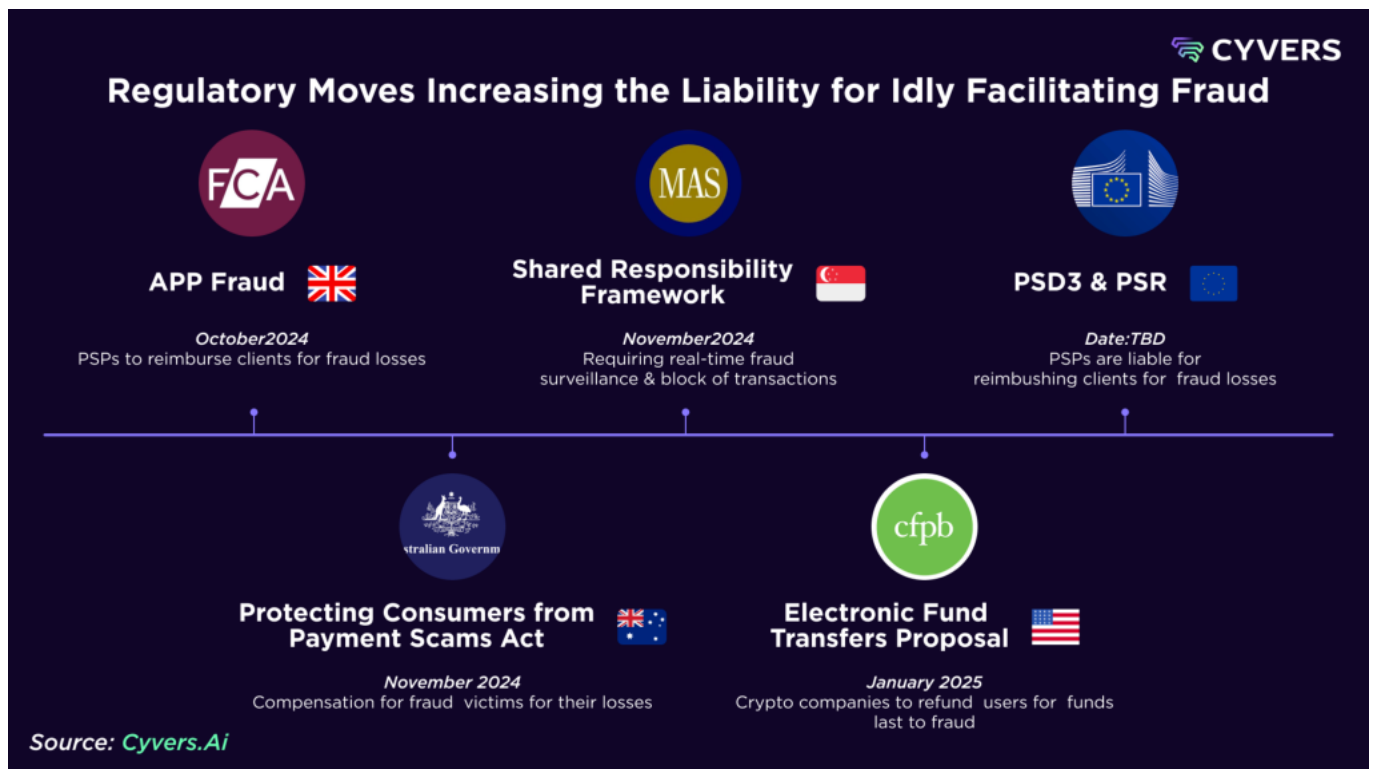 CYVERS
Regulatory Moves Increasing the Liability for Idly Facilitating Fraud
FCA
APP Fraud
October2024
PSPs to reimburse clients for fraud losses
MAS
Shared Responsibility
Framework
November2024
Requiring real-time fraud
surveillance & block of transactions
PSD3 & PSR
Date:TBD
PSPs are liable for
reimbushing clients for fraud losses
stralian Governm
Protecting Consumers from
Payment Scams Act
November 2024
Compensation for fraud victims for their losses
cfpb
Electronic Fund
Transfers Proposal
January 2025
Crypto companies to refund users for funds
last to fraud
Source: Cyvers.Ai